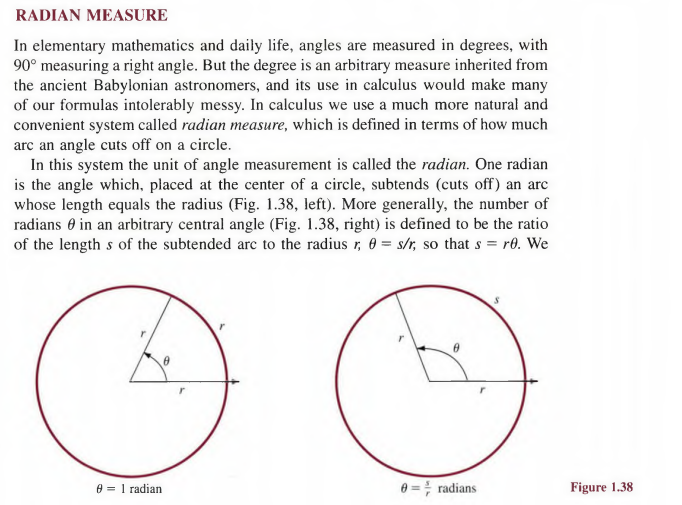 RADIAN MEASURE
In elementary mathematics and daily life, angles are measured in degrees, with
90° measuring a right angle. But the degree is an arbitrary measure inherited from
the ancient Babylonian astronomers, and its use in calculus would make many
of our formulas intolerably messy. In calculus we use a much more natural and
convenient system called radian measure, which is defined in terms of how much
arc an angle cuts off on a circle.
In this system the unit of angle measurement is called the radian. One radian
is the angle which, placed at the center of a circle, subtends (cuts off) an arc
whose length equals the radius (Fig. 1.38, left). More generally, the number of
radians θ in an arbitrary central angle (Fig. 1.38, right) is defined to be the ratio
of the length s of the subtended arc to the radius r, θ = s/r, so that s = rθ. We
r
r
θ
r
θ = 1 radian
s
r
θ
r
θ = s/r radians
Figure 1.38